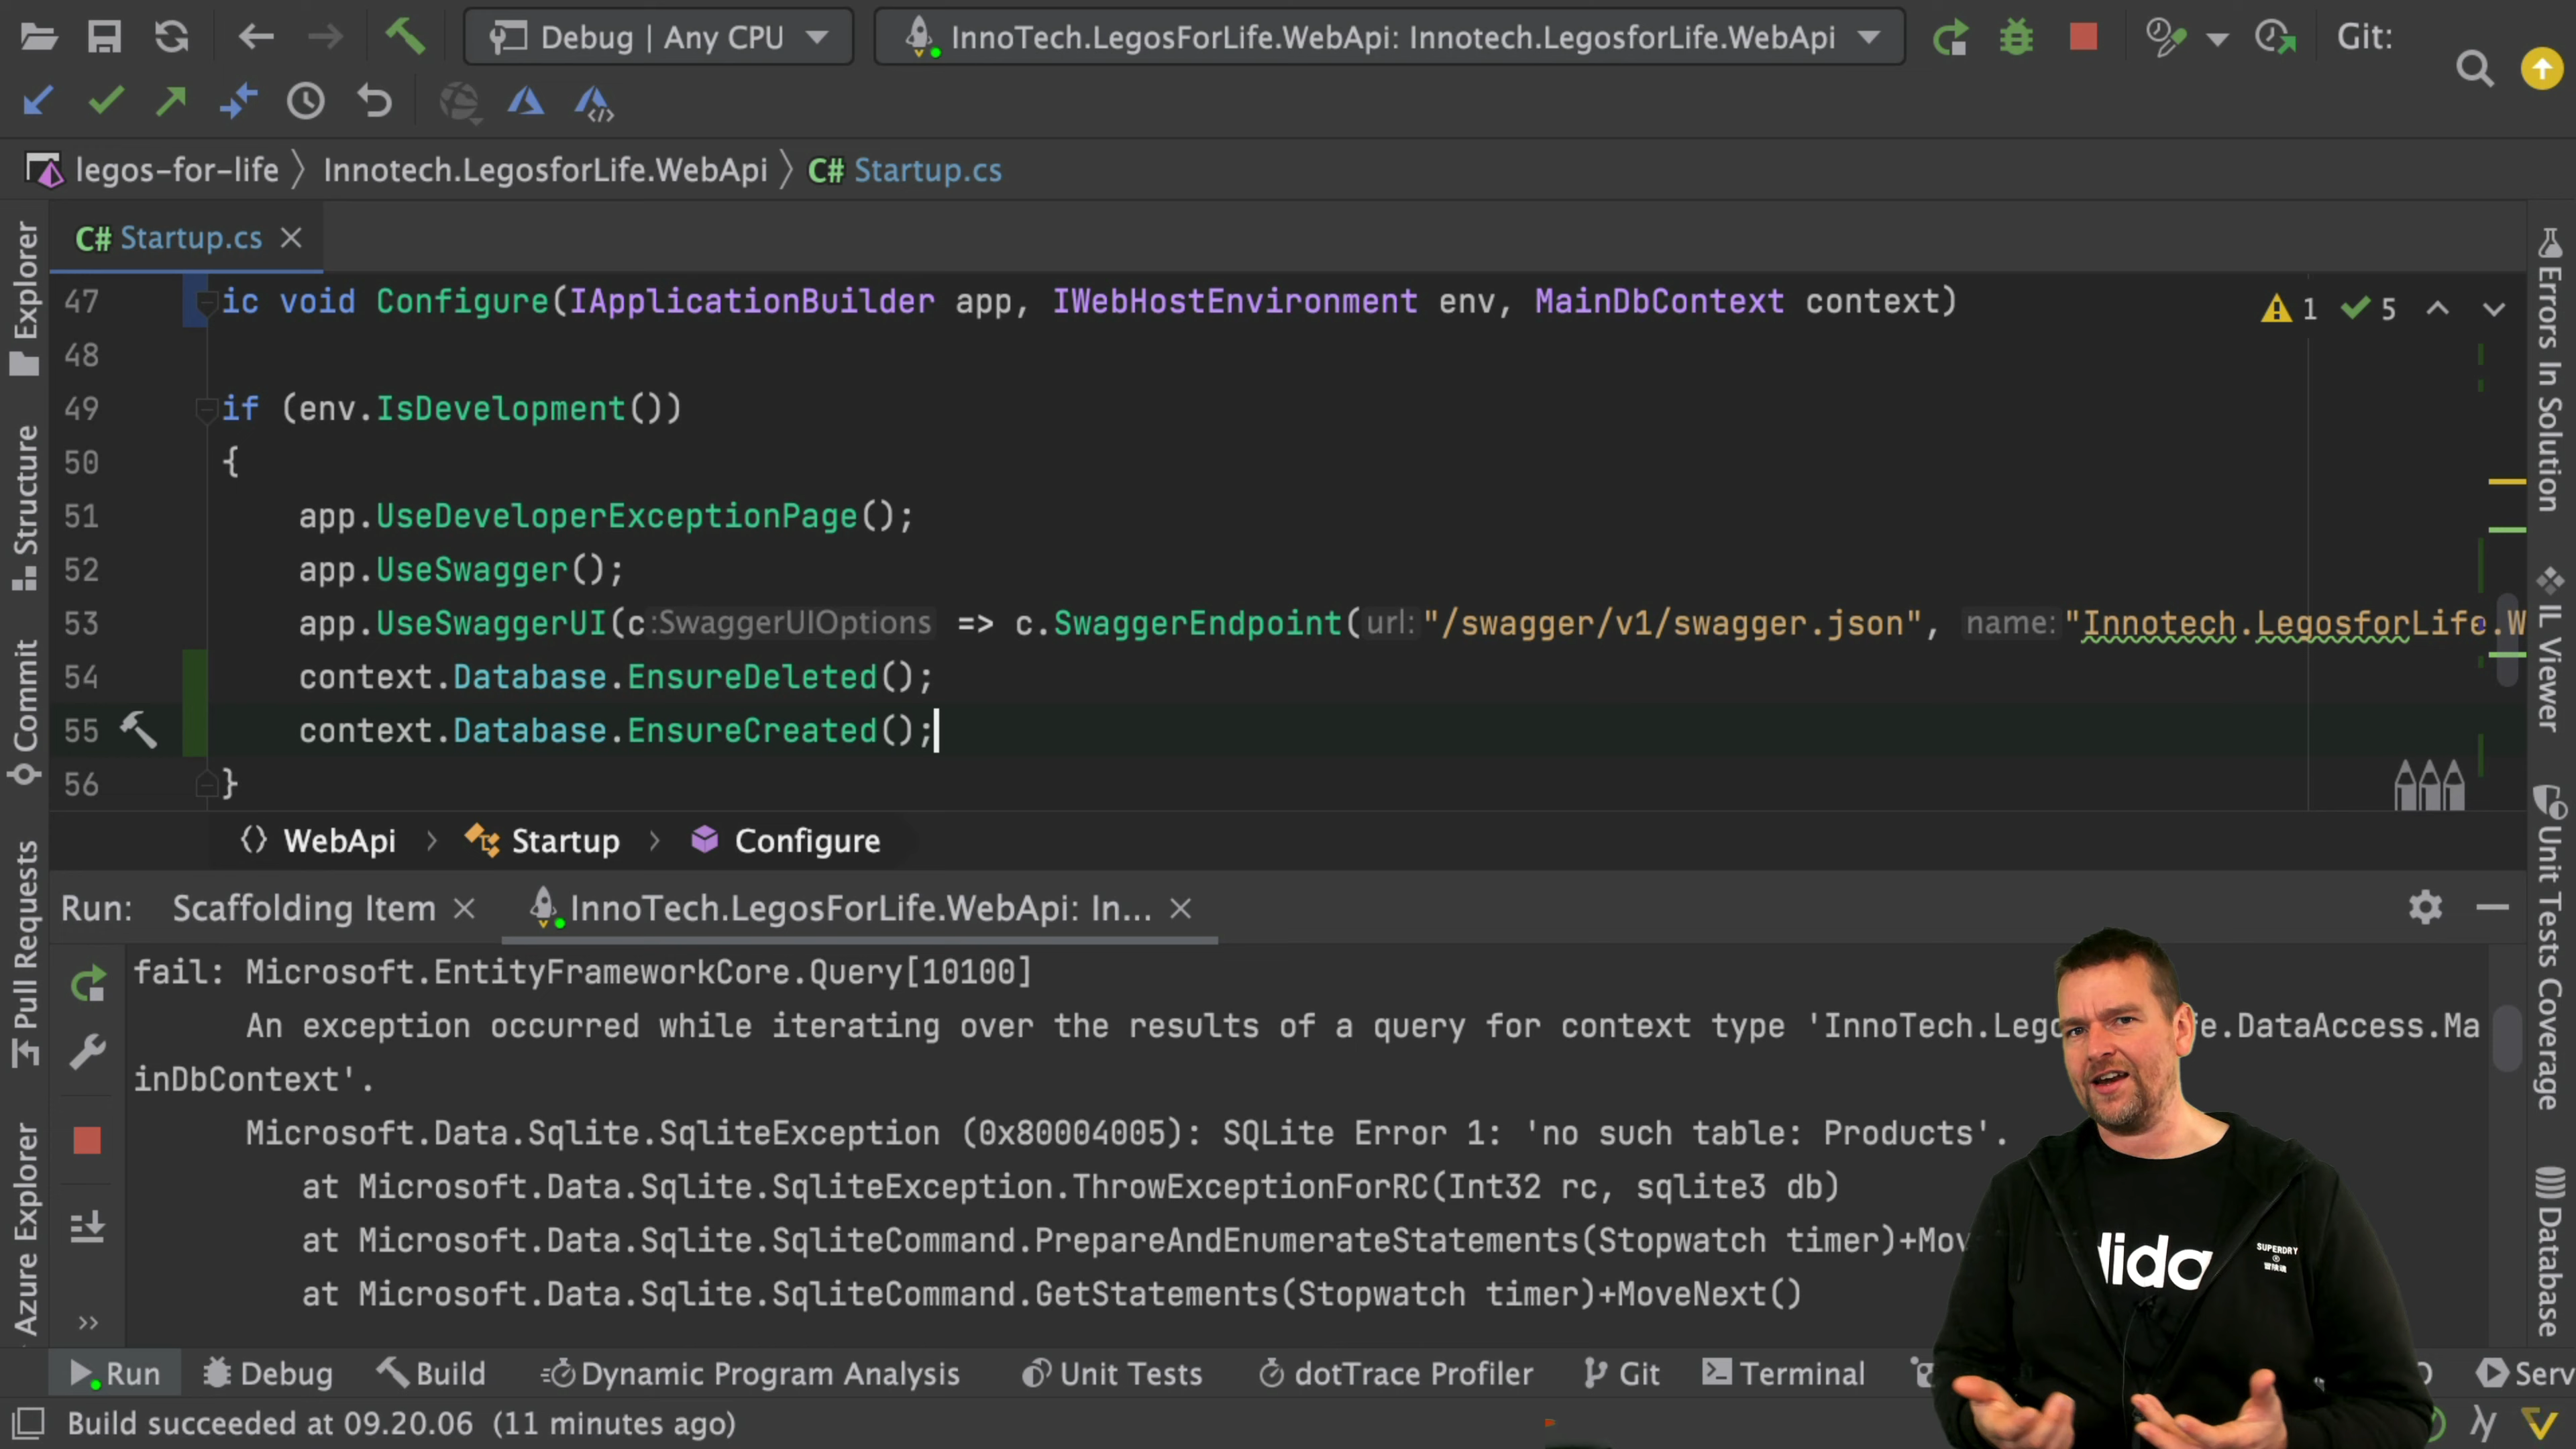 Debug | Any CPU
InnoTech.LegosForLife.WebApi: Innotech.LegosforLife.WebApi
Git:
legos-for-life
Innotech.LegosforLife.WebApi
C# Startup.cs
C# Startup.cs
47 ic void Configure(IApplicationBuilder app, IWebHostEnvironment env, MainDbContext context)
1
5
48
49 if (env.IsDevelopment())
50 {
51 app.UseDeveloperExceptionPage();
52 app.UseSwagger();
53 app.UseSwaggerUI(c :SwaggerUIOptions => c.SwaggerEndpoint( url: "/swagger/v1/swagger.json", name: "Innotech.LegosforLife.W
54 context.Database.EnsureDeleted();
55 context.Database.EnsureCreated();
56 }
WebApi
Startup
Configure
Run:
Scaffolding Item
InnoTech.LegosForLife.WebApi: In...
fail: Microsoft.EntityFrameworkCore.Query[10100]
An exception occurred while iterating over the results of a query for context type 'InnoTech.Lego fe.DataAccess.Ma
inDbContext'.
Microsoft.Data.Sqlite.SqliteException (0x80004005): SQLite Error 1: 'no such table: Products'.
at Microsoft.Data.Sqlite.SqliteException.ThrowExceptionForRC(Int32 rc, sqlite3 db)
at Microsoft.Data.Sqlite.SqliteCommand.PrepareAndEnumerateStatements(Stopwatch timer)+Mov
at Microsoft.Data.Sqlite.SqliteCommand.GetStatements(Stopwatch timer)+MoveNext()
Run
Debug
Build
Dynamic Program Analysis
Unit Tests
dotTrace Profiler
Git
Terminal
Serv
Build succeeded at 09.20.06 (11 minutes ago)
Explorer
Structure
Commit
Pull Requests
Azure Explorer
Errors In Solution
IL Viewer
Unit Tests Coverage
Database
dida
SUPERDRY